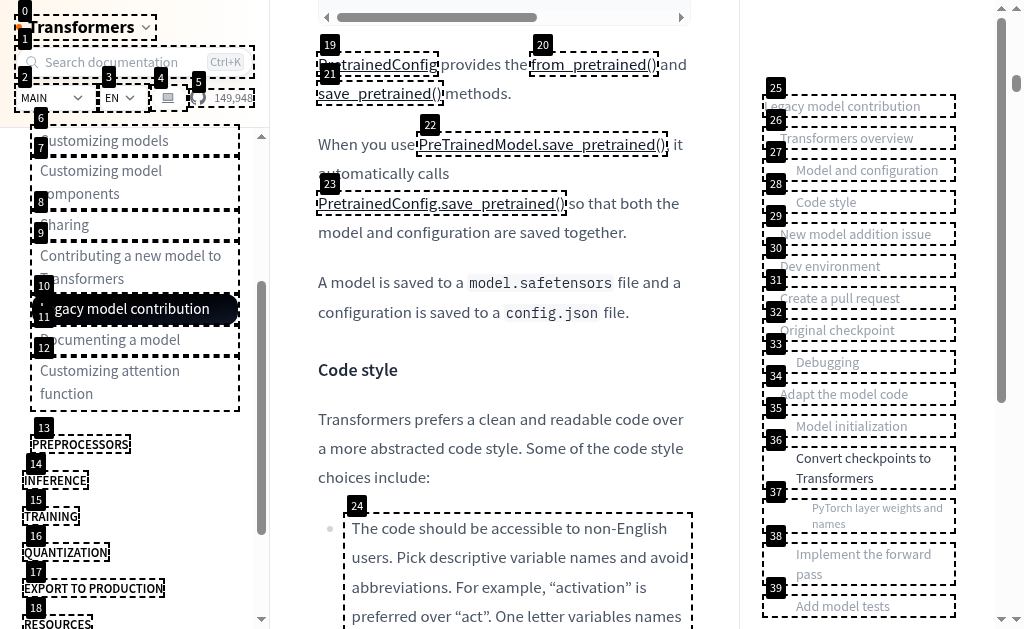 0
Transformers
1
Search documentation Ctrl+K
2 3 4 5
MAIN EN 149,948
6
Customizing models
7
Customizing model
components
8
Sharing
9
Contributing a new model to
Transformers
10
Legacy model contribution
11
Documenting a model
12
Customizing attention
function
13
PREPROCESSORS
14
INFERENCE
15
TRAINING
16
QUANTIZATION
17
EXPORT TO PRODUCTION
18
RESOURCES
19 20
PretrainedConfig provides the from_pretrained() and
21
save_pretrained() methods.
22
When you use PreTrainedModel.save_pretrained(), it
automatically calls
23
PretrainedConfig.save_pretrained() so that both the
model and configuration are saved together.
A model is saved to a model.safetensors file and a
configuration is saved to a config.json file.
Code style
Transformers prefers a clean and readable code over
a more abstracted code style. Some of the code style
choices include:
24
The code should be accessible to non-English
users. Pick descriptive variable names and avoid
abbreviations. For example, “activation” is
preferred over “act”. One letter variables names
25
Legacy model contribution
26
Transformers overview
27
Model and configuration
28
Code style
29
New model addition issue
30
Dev environment
31
Create a pull request
32
Original checkpoint
33
Debugging
34
Adapt the model code
35
Model initialization
36
Convert checkpoints to
Transformers
37
PyTorch layer weights and
names
38
Implement the forward
pass
39
Add model tests